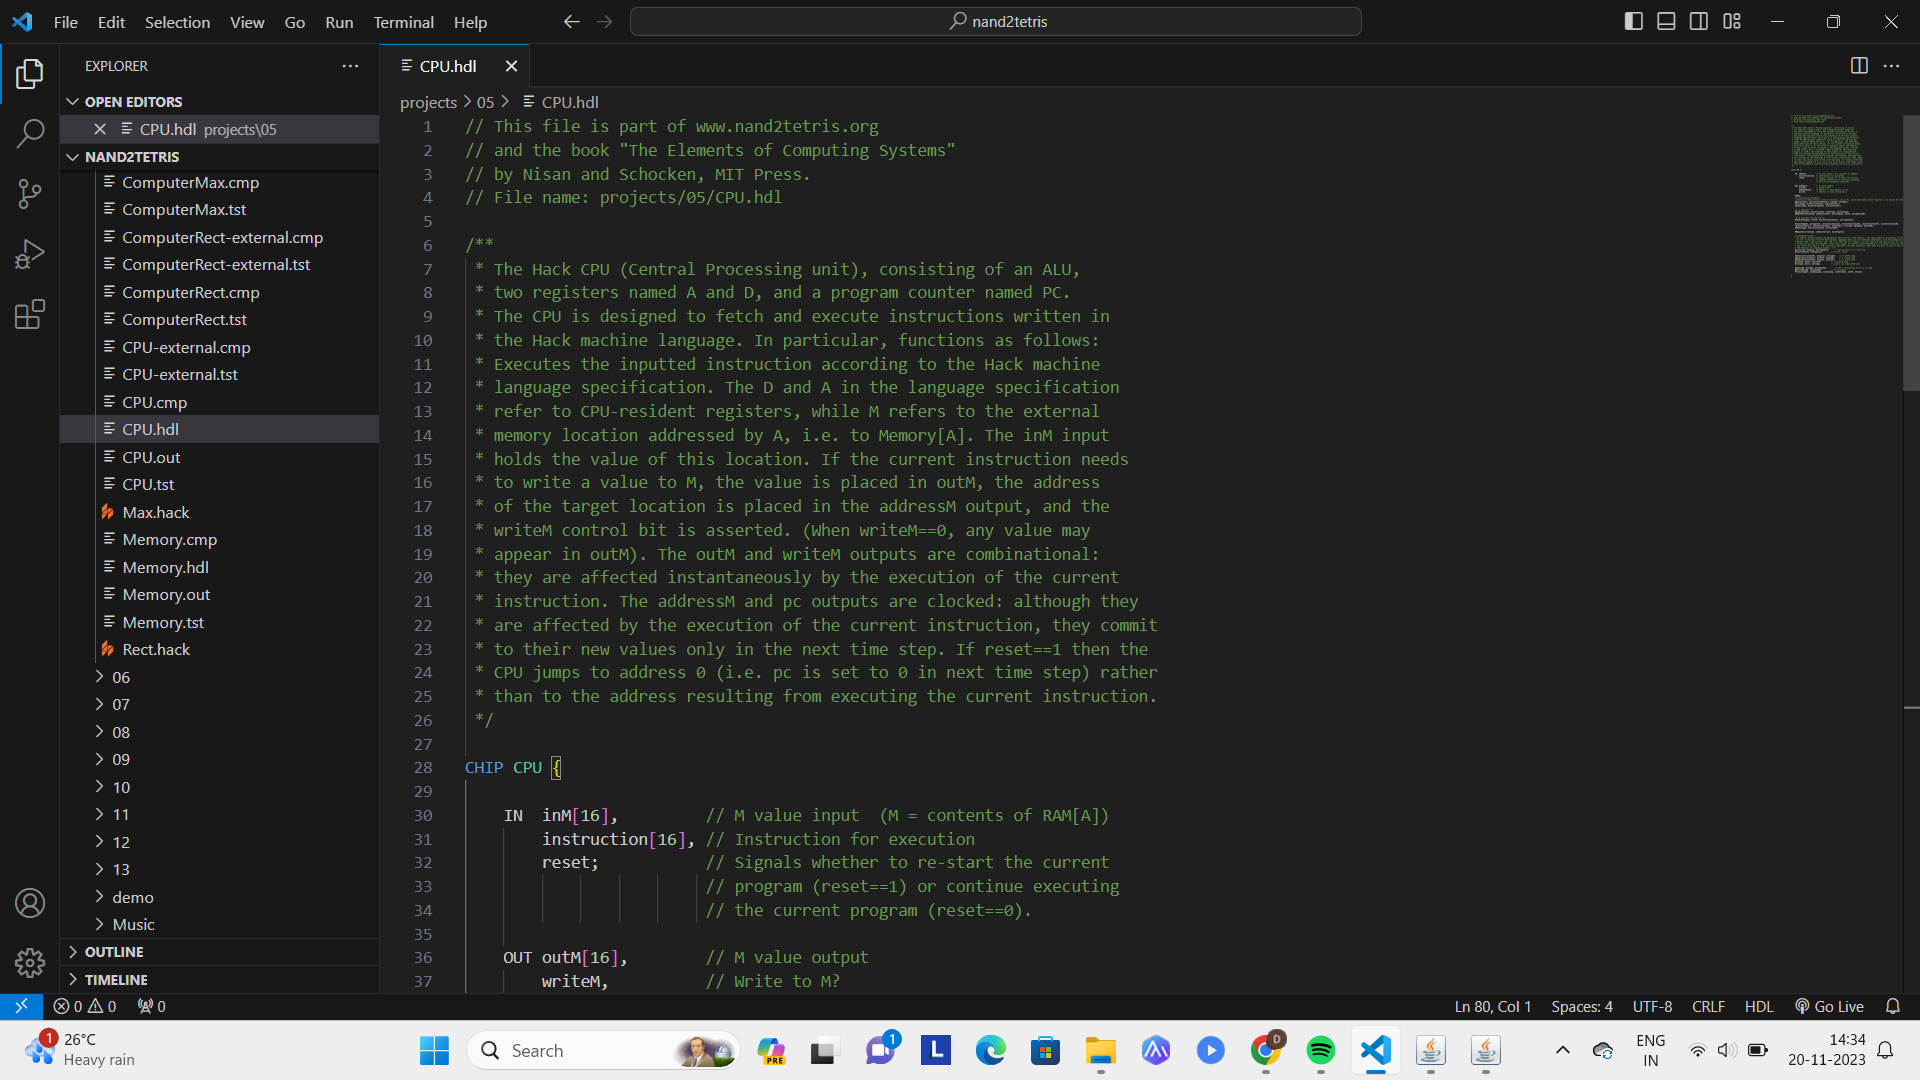 File Edit Selection View Go Run Terminal Help
nand2tetris
EXPLORER
OPEN EDITORS
CPU.hdl projects\05
NAND2TETRIS
ComputerMax.cmp
ComputerMax.tst
ComputerRect-external.cmp
ComputerRect-external.tst
ComputerRect.cmp
ComputerRect.tst
CPU-external.cmp
CPU-external.tst
CPU.cmp
CPU.hdl
CPU.out
CPU.tst
Max.hack
Memory.cmp
Memory.hdl
Memory.out
Memory.tst
Rect.hack
06
07
08
09
10
11
12
13
demo
Music
OUTLINE
TIMELINE
CPU.hdl
projects > 05 > CPU.hdl
1 // This file is part of www.nand2tetris.org
2 // and the book "The Elements of Computing Systems"
3 // by Nisan and Schocken, MIT Press.
4 // File name: projects/05/CPU.hdl
5
6 /**
7 * The Hack CPU (Central Processing unit), consisting of an ALU,
8 * two registers named A and D, and a program counter named PC.
9 * The CPU is designed to fetch and execute instructions written in
10 * the Hack machine language. In particular, functions as follows:
11 * Executes the inputted instruction according to the Hack machine
12 * language specification. The D and A in the language specification
13 * refer to CPU-resident registers, while M refers to the external
14 * memory location addressed by A, i.e. to Memory[A]. The inM input
15 * holds the value of this location. If the current instruction needs
16 * to write a value to M, the value is placed in outM, the address
17 * of the target location is placed in the addressM output, and the
18 * writeM control bit is asserted. (When writeM==0, any value may
19 * appear in outM). The outM and writeM outputs are combinational:
20 * they are affected instantaneously by the execution of the current
21 * instruction. The addressM and pc outputs are clocked: although they
22 * are affected by the execution of the current instruction, they commit
23 * to their new values only in the next time step. If reset==1 then the
24 * CPU jumps to address 0 (i.e. pc is set to 0 in next time step) rather
25 * than to the address resulting from executing the current instruction.
26 */
27
28 CHIP CPU {
29
30 IN inM[16], // M value input (M = contents of RAM[A])
31 instruction[16], // Instruction for execution
32 reset; // Signals whether to re-start the current
33 // program (reset==1) or continue executing
34 // the current program (reset==0).
35
36 OUT outM[16], // M value output
37 writeM, // Write to M?
0 0 0
Ln 80, Col 1 Spaces: 4 UTF-8 CRLF HDL Go Live
1
26°C
Heavy rain
Search
PRE
1
L
D
ENG
IN
14:34
20-11-2023